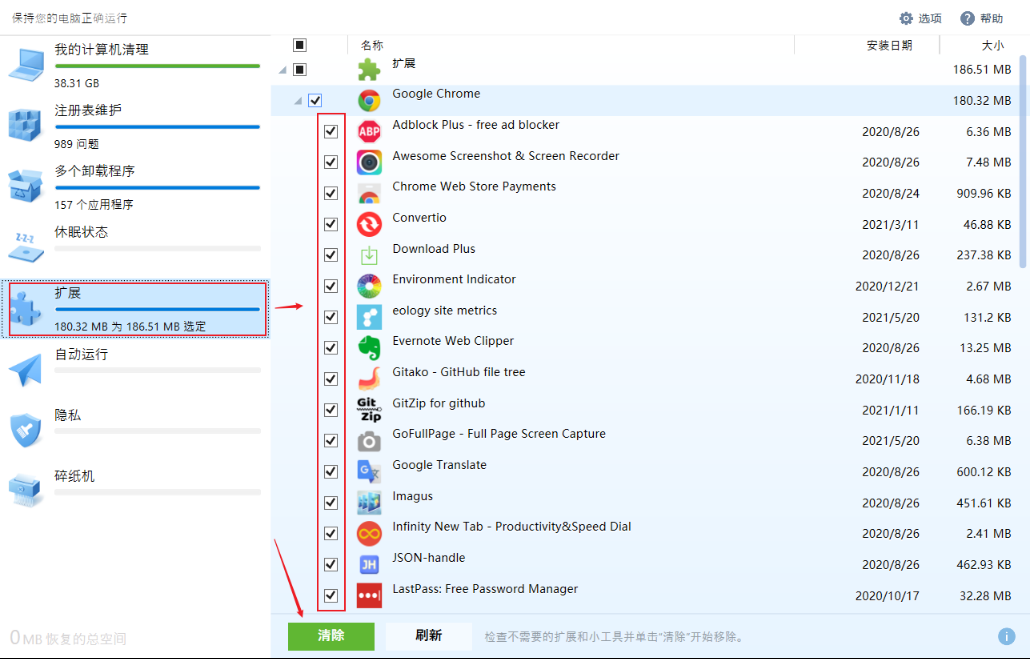 保持您的电脑正确运行
选项
帮助
我的计算机清理
38.31 GB
注册表维护
989 问题
多个卸载程序
157 个应用程序
休眠状态
z-z-z
扩展
180.32 MB 为 186.51 MB 选定
自动运行
隐私
碎纸机
0 MB 恢复的总空间
名称 安装日期 大小
扩展 186.51 MB
Google Chrome 180.32 MB
ABP Adblock Plus - free ad blocker 2020/8/26 6.36 MB
Awesome Screenshot & Screen Recorder 2020/8/26 7.48 MB
Chrome Web Store Payments 2020/8/24 909.96 KB
Convertio 2021/3/11 46.88 KB
Download Plus 2020/8/26 237.38 KB
Environment Indicator 2020/12/21 2.67 MB
eology site metrics 2021/5/20 131.2 KB
Evernote Web Clipper 2020/8/26 13.25 MB
Gitako - GitHub file tree 2020/11/18 4.68 MB
Git Zip GitZip for github 2021/1/11 166.19 KB
GoFullPage - Full Page Screen Capture 2021/5/20 6.38 MB
Google Translate 2020/8/26 600.12 KB
Imagus 2020/8/26 451.61 KB
Infinity New Tab - Productivity&Speed Dial 2020/8/26 2.41 MB
JH JSON-handle 2020/8/26 462.93 KB
LastPass: Free Password Manager 2020/10/17 32.28 MB
清除
刷新
检查不需要的扩展和小工具并单击"清除"开始移除。